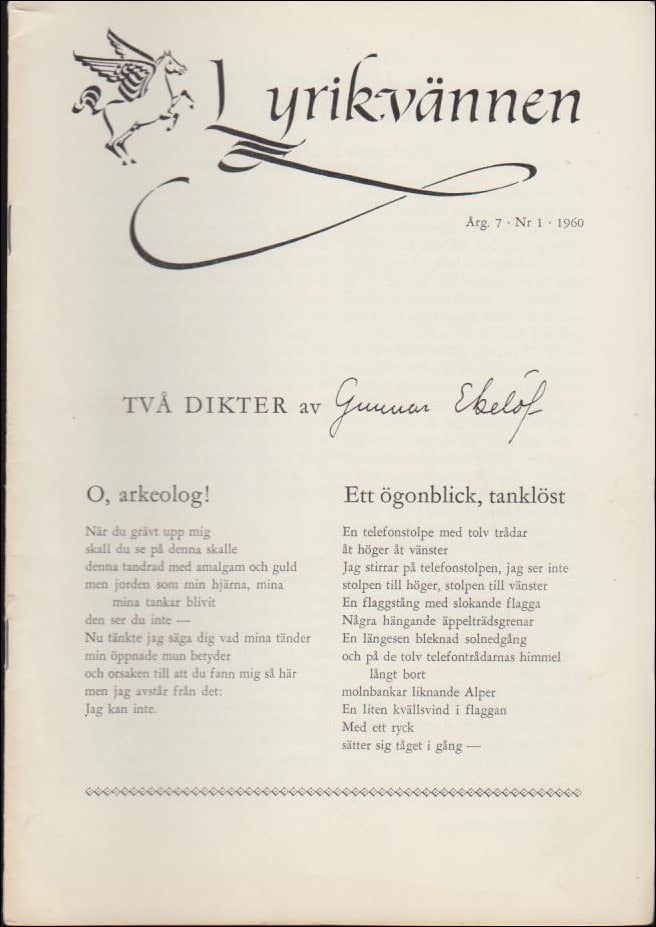 Lyrikvännen
Årg. 7 · Nr 1 · 1960
TVÅ DIKTER av Gunnar Ekelöf
O, arkeolog!
När du grävt upp mig
skall du se på denna skalle
denna tandrad med amalgam och guld
men jorden som min hjärna, mina
mina tankar blivit
den ser du inte —
Nu tänkte jag säga dig vad mina tänder
min öppnade mun betyder
och orsaken till att du fann mig så här
men jag avstår från det:
Jag kan inte.
Ett ögonblick, tanklöst
En telefonstolpe med tolv trådar
åt höger åt vänster
Jag stirrar på telefonstolpen, jag ser inte
stolpen till höger, stolpen till vänster
En flaggstång med slokande flagga
Några hängande äppelträdsgrenar
En längesen bleknad solnedgång
och på de tolv telefontrådarnas himmel
långt bort
molnbankar liknande Alper
En liten kvällsvind i flaggan
Med ett ryck
sätter sig tåget i gång —